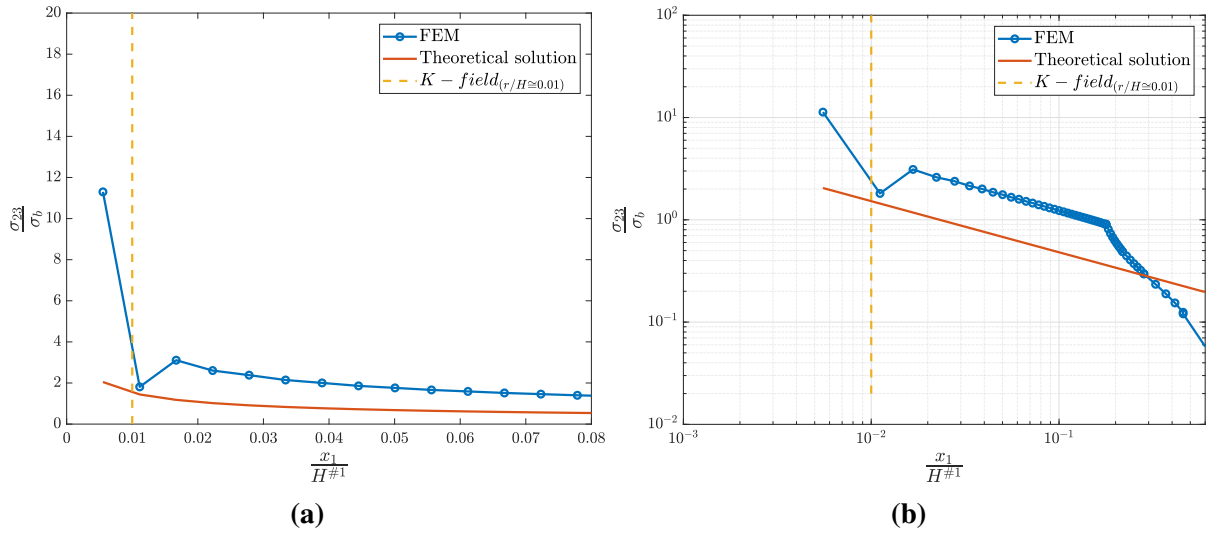 20
18
16
14
12
10
8
6
4
2
0
σ23/σb
FEM
Theoretical solution
K − field(r/H≅0.01)
0 0.01 0.02 0.03 0.04 0.05 0.06 0.07 0.08
x1/H#1
(a)
10^2
10^1
10^0
10^−1
10^−2
σ23/σb
FEM
Theoretical solution
K − field(r/H≅0.01)
10^−3 10^−2 10^−1
x1/H#1
(b)